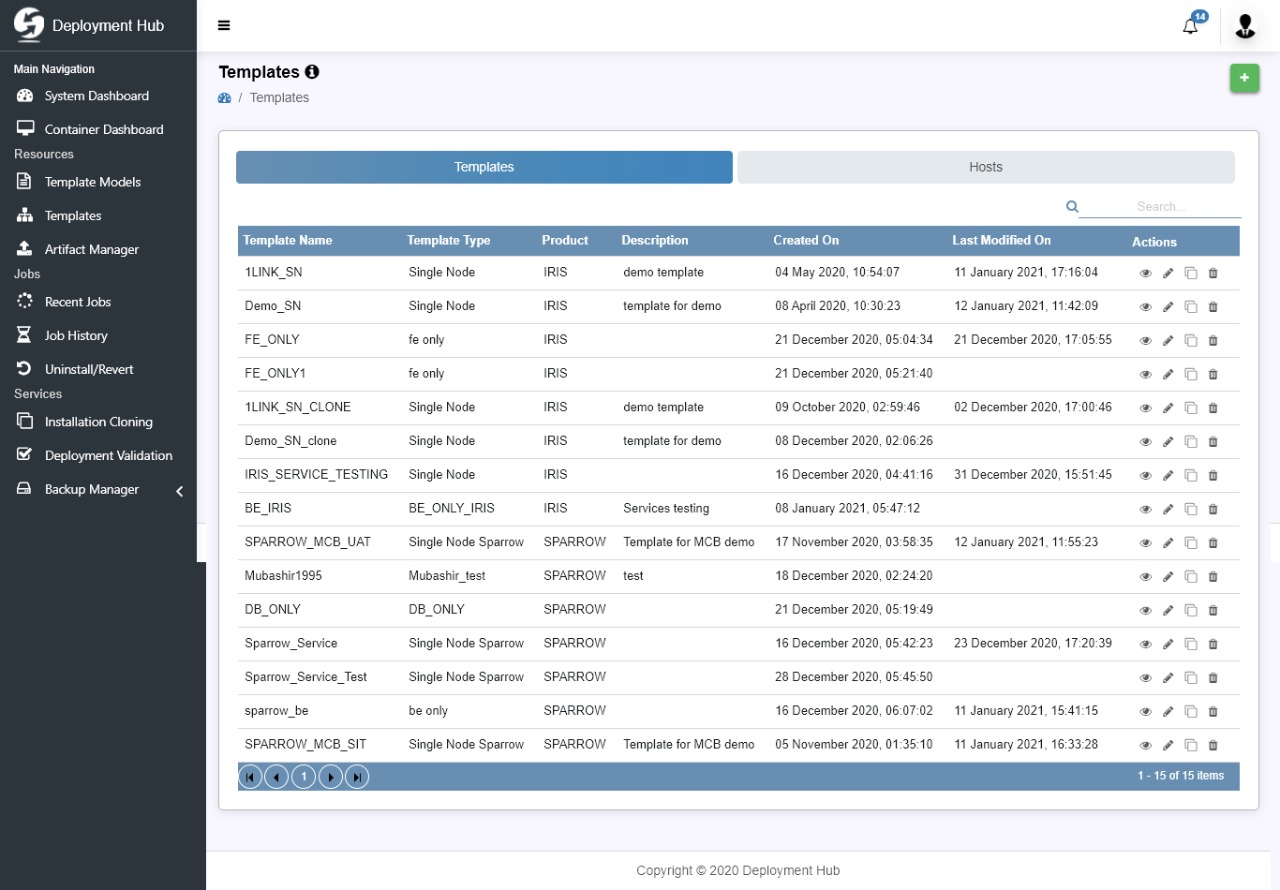 Deployment Hub
14
Main Navigation
System Dashboard
Container Dashboard
Resources
Template Models
Templates
Artifact Manager
Jobs
Recent Jobs
Job History
Uninstall/Revert
Services
Installation Cloning
Deployment Validation
Backup Manager
Templates
/ Templates
Templates Hosts
Search...
Template Name Template Type Product Description Created On Last Modified On Actions
1LINK_SN Single Node IRIS demo template 04 May 2020, 10:54:07 11 January 2021, 17:16:04
Demo_SN Single Node IRIS template for demo 08 April 2020, 10:30:23 12 January 2021, 11:42:09
FE_ONLY fe only IRIS 21 December 2020, 05:04:34 21 December 2020, 17:05:55
FE_ONLY1 fe only IRIS 21 December 2020, 05:21:40
1LINK_SN_CLONE Single Node IRIS demo template 09 October 2020, 02:59:46 02 December 2020, 17:00:46
Demo_SN_clone Single Node IRIS template for demo 08 December 2020, 02:06:26
IRIS_SERVICE_TESTING Single Node IRIS 16 December 2020, 04:41:16 31 December 2020, 15:51:45
BE_IRIS BE_ONLY_IRIS IRIS Services testing 08 January 2021, 05:47:12
SPARROW_MCB_UAT Single Node Sparrow SPARROW Template for MCB demo 17 November 2020, 03:58:35 12 January 2021, 11:55:23
Mubashir1995 Mubashir_test SPARROW test 18 December 2020, 02:24:20
DB_ONLY DB_ONLY SPARROW 21 December 2020, 05:19:49
Sparrow_Service Single Node Sparrow SPARROW 16 December 2020, 05:42:23 23 December 2020, 17:20:39
Sparrow_Service_Test Single Node Sparrow SPARROW 28 December 2020, 05:45:50
sparrow_be be only SPARROW 16 December 2020, 06:07:02 11 January 2021, 15:41:15
SPARROW_MCB_SIT Single Node Sparrow SPARROW Template for MCB demo 05 November 2020, 01:35:10 11 January 2021, 16:33:28
1 1 - 15 of 15 items
Copyright © 2020 Deployment Hub